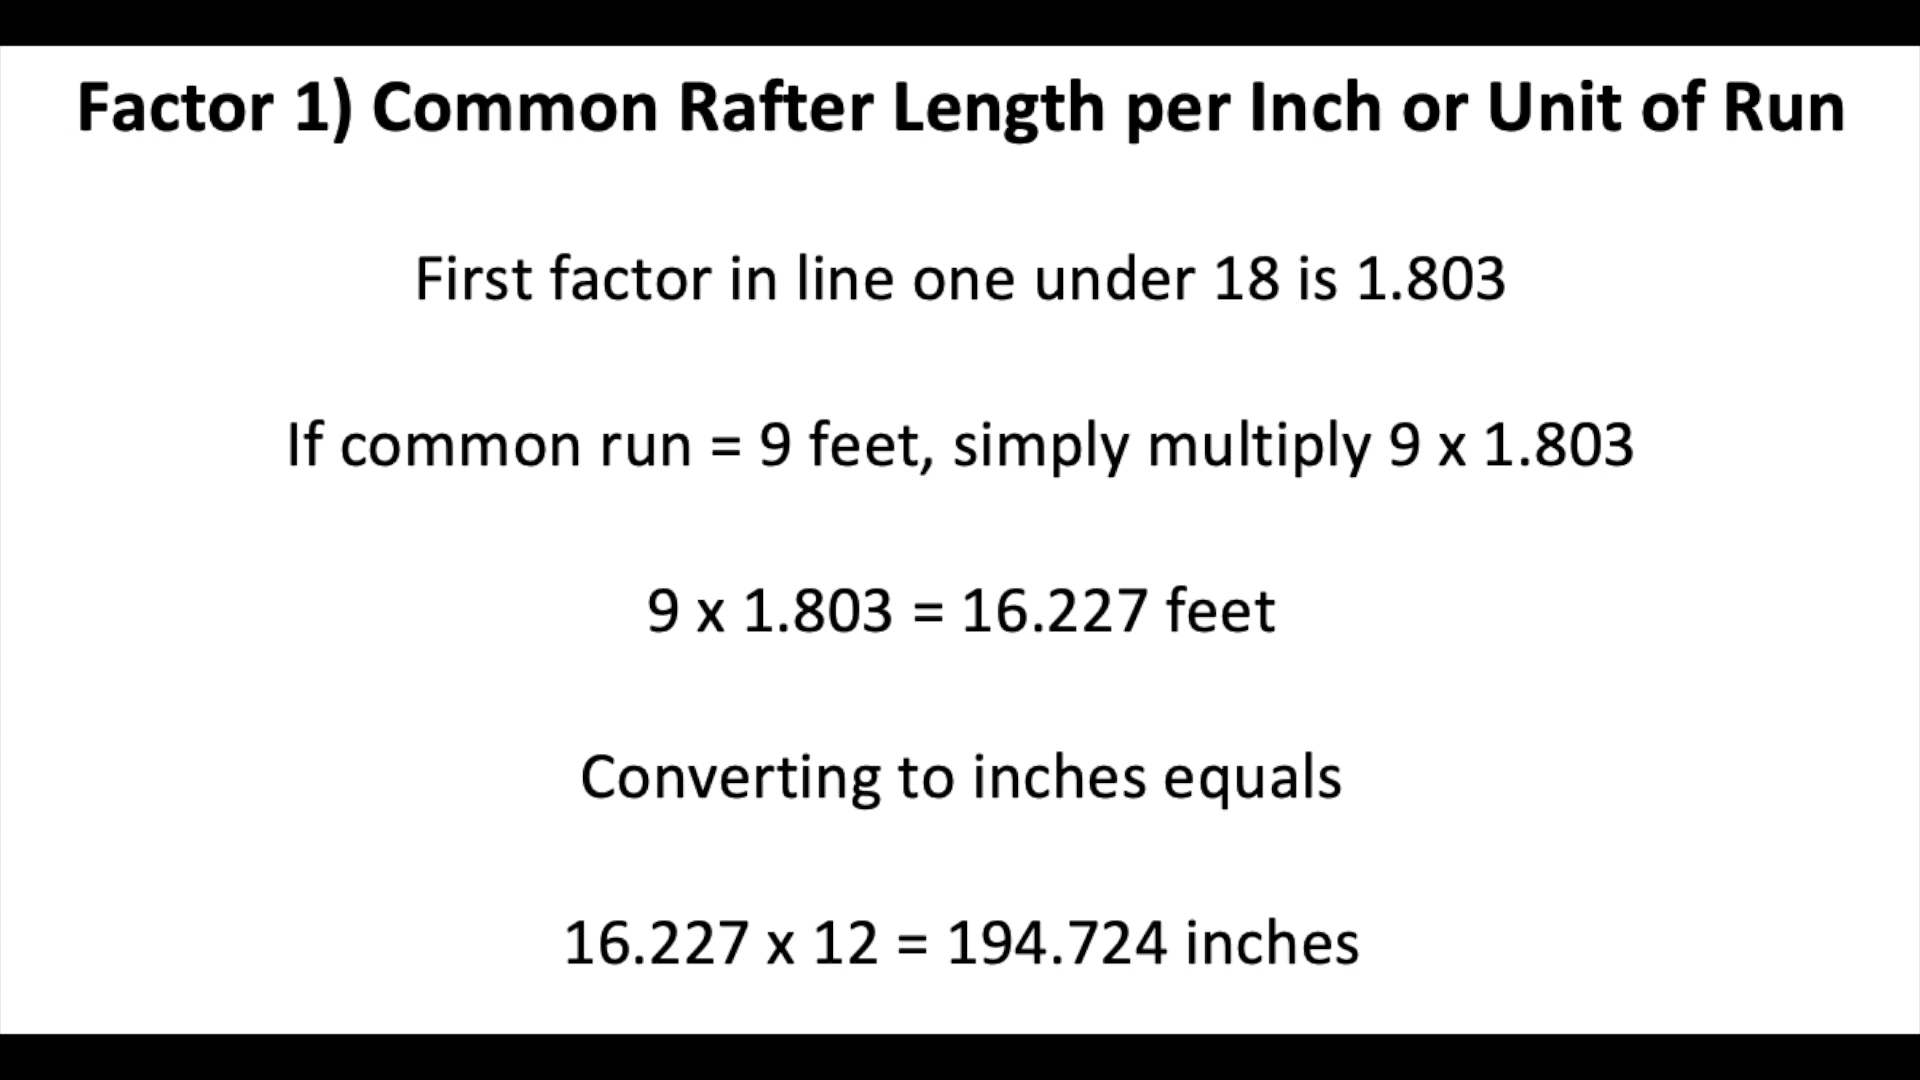 Factor 1) Common Rafter Length per Inch or Unit of Run
First factor in line one under 18 is 1.803
If common run = 9 feet, simply multiply 9 x 1.803
9 x 1.803 = 16.227 feet
Converting to inches equals
16.227 x 12 = 194.724 inches